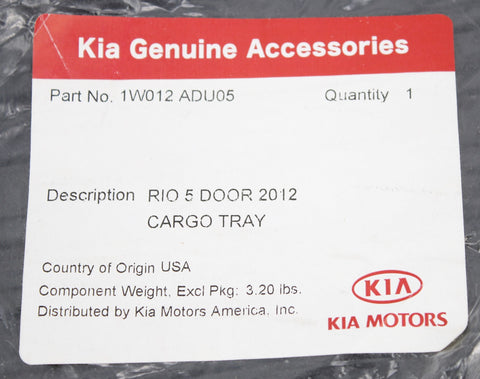 Kia Genuine Accessories
Part No. 1W012 ADU05 Quantity 1
Description RIO 5 DOOR 2012
CARGO TRAY
Country of Origin USA
Component Weight, Excl Pkg: 3.20 lbs.
Distributed by Kia Motors America, Inc.
KIA
KIA MOTORS